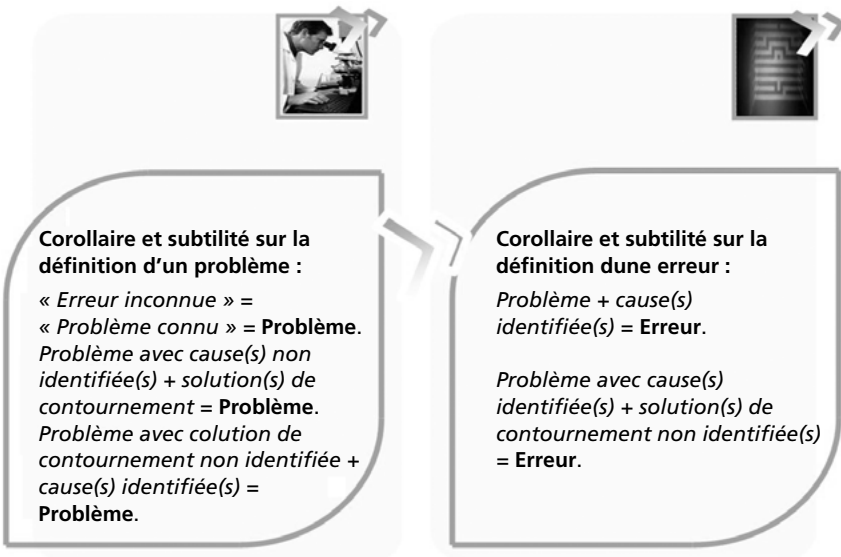 Corollaire et subtilité sur la
définition d'un problème :
« Erreur inconnue » =
« Problème connu » = Problème.
Problème avec cause(s) non
identifiée(s) + solution(s) de
contournement = Problème.
Problème avec colution de
contournement non identifiée +
cause(s) identifiée(s) =
Problème.
Corollaire et subtilité sur la
définition dune erreur :
Problème + cause(s)
identifiée(s) = Erreur.
Problème avec cause(s)
identifiée(s) + solution(s) de
contournement non identifiée(s)
= Erreur.